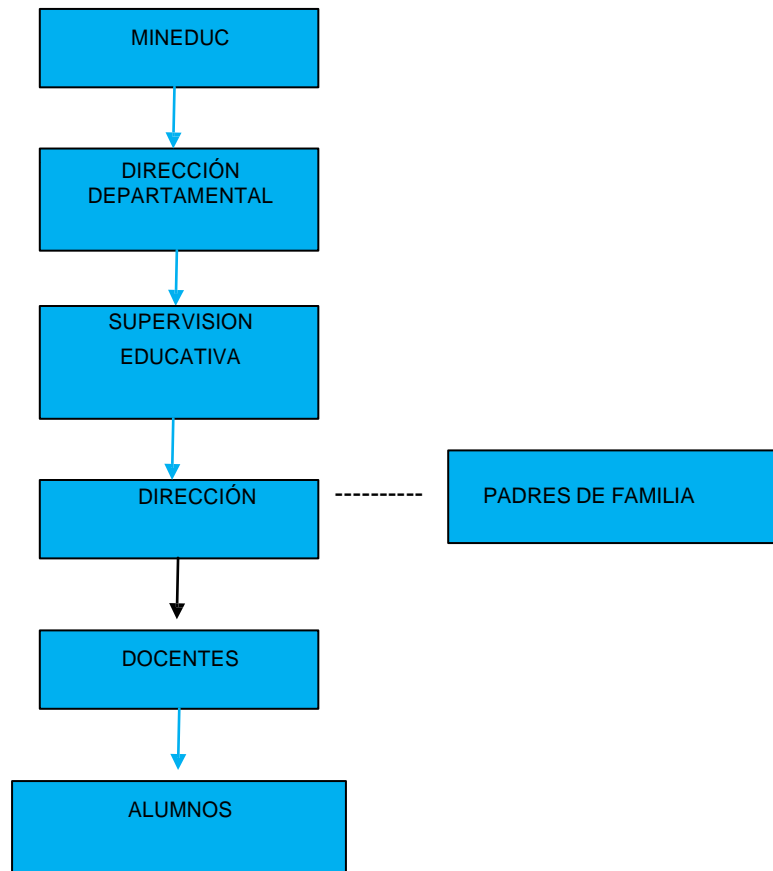 MINEDUC
DIRECCIÓN
DEPARTAMENTAL
SUPERVISION
EDUCATIVA
DIRECCIÓN
PADRES DE FAMILIA
DOCENTES
ALUMNOS